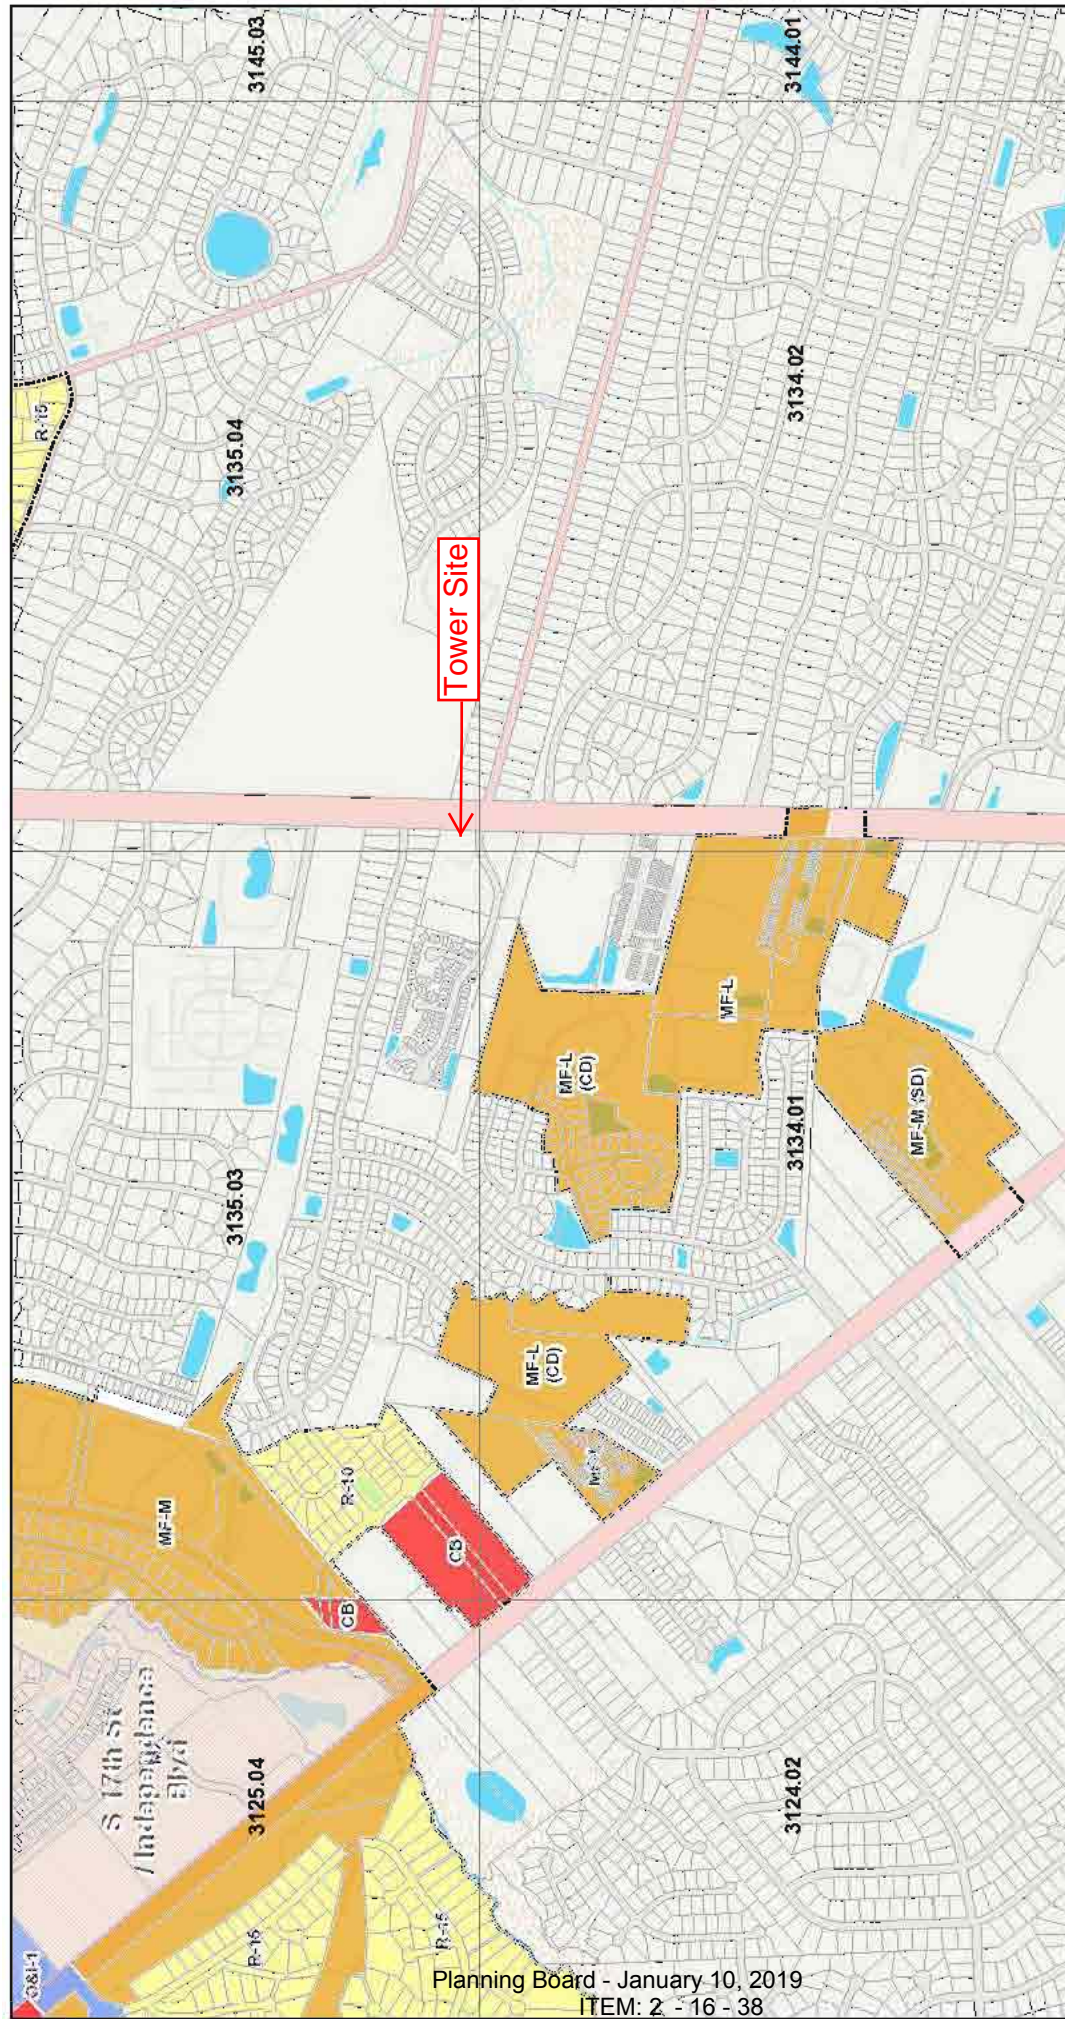 3145.03
3144.01
R-15
3135.04
3134.02
Tower Site
MF-L
MF-L
(CD)
MF-M (SD)
3134.01
3135.03
MF-L
(CD)
MF-M
R-10
CB
CB
S 17th St
/ Independence
Blvd
3125.04
3124.02
R-15
R-15
O&I-1
Planning Board - January 10, 2019
ITEM: 2 - 16 - 38